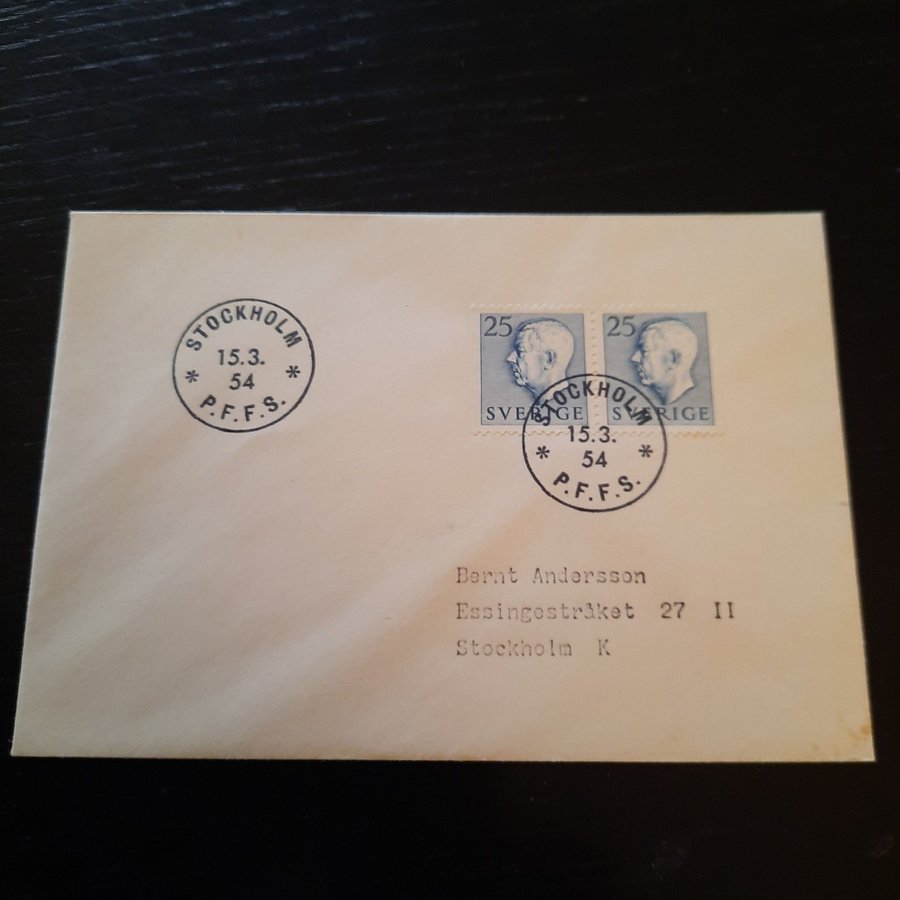 STOCKHOLM
15.3.
54
* *
P.F.F.S.
25 25
SVERIGE SVERIGE
STOCKHOLM
15.3.
54
* *
P.F.F.S.
Bernt Andersson
Essingestråket 27 II
Stockholm K